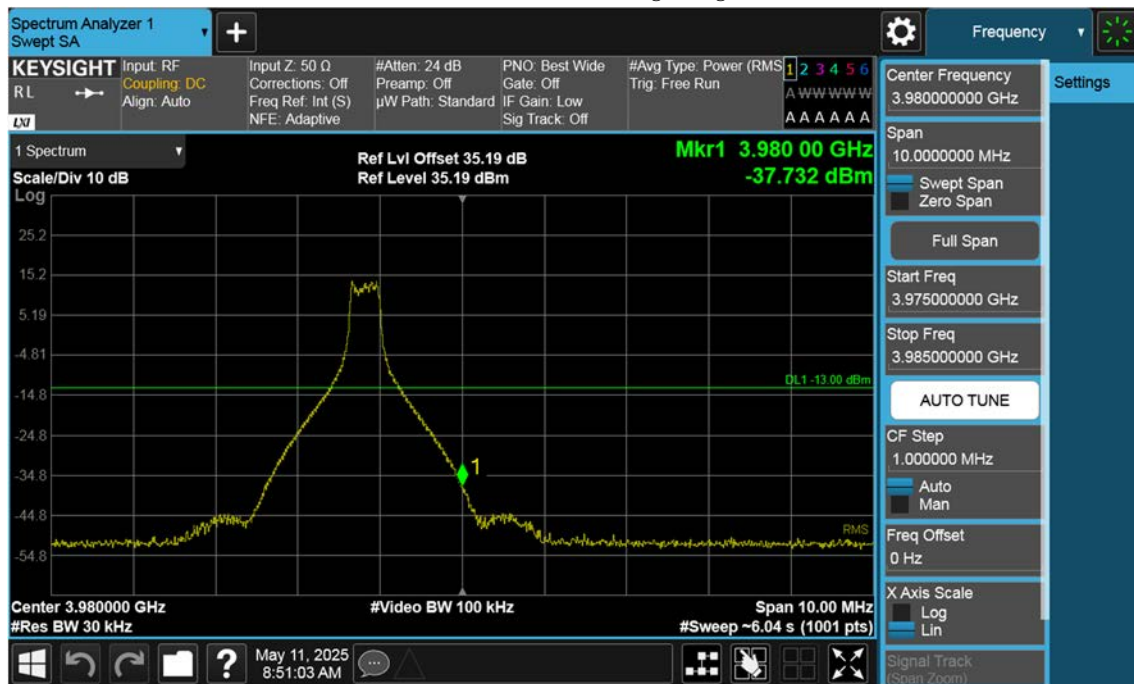 Spectrum Analyzer 1
Swept SA
Frequency
KEYSIGHT
RL
LXI
Input: RF
Coupling: DC
Align: Auto
Input Z: 50 Ω
Corrections: Off
Freq Ref: Int (S)
NFE: Adaptive
#Atten: 24 dB
Preamp: Off
µW Path: Standard
PNO: Best Wide
Gate: Off
IF Gain: Low
Sig Track: Off
#Avg Type: Power (RMS
Trig: Free Run
1 2 3 4 5 6
A W W W W W
A A A A A A
1 Spectrum
Scale/Div 10 dB
Ref Lvl Offset 35.19 dB
Ref Level 35.19 dBm
Mkr1 3.980 00 GHz
-37.732 dBm
Log
25.2
15.2
5.19
-4.81
-14.8
-24.8
-34.8
-44.8
-54.8
DL1 -13.00 dBm
1
RMS
Center 3.980000 GHz
#Video BW 100 kHz
Span 10.00 MHz
#Res BW 30 kHz
#Sweep ~6.04 s (1001 pts)
Center Frequency
3.980000000 GHz
Settings
Span
10.0000000 MHz
Swept Span
Zero Span
Full Span
Start Freq
3.975000000 GHz
Stop Freq
3.985000000 GHz
AUTO TUNE
CF Step
1.000000 MHz
Auto
Man
Freq Offset
0 Hz
X Axis Scale
Log
Lin
Signal Track
(Span Zoom)
?
May 11, 2025
8:51:03 AM